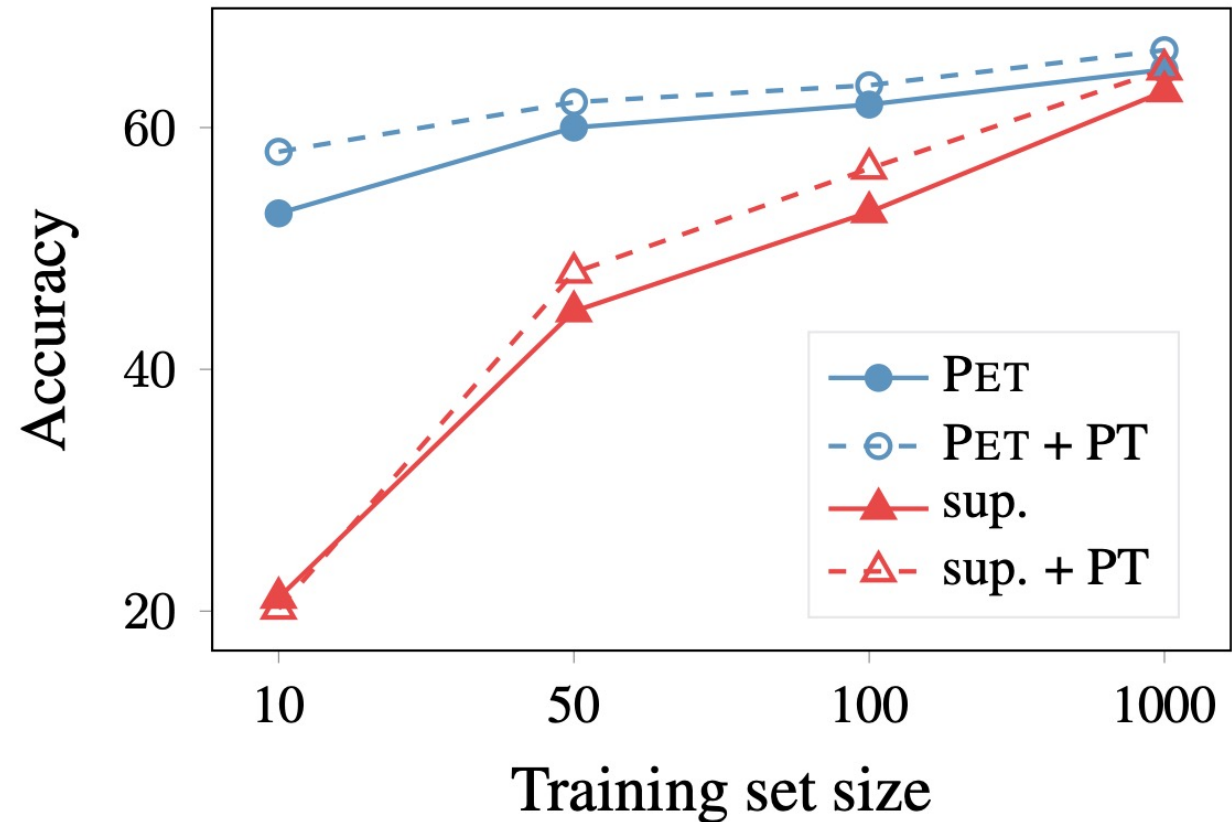 60
40
20
Accuracy
PET
PET + PT
sup.
sup. + PT
10 50 100 1000
Training set size